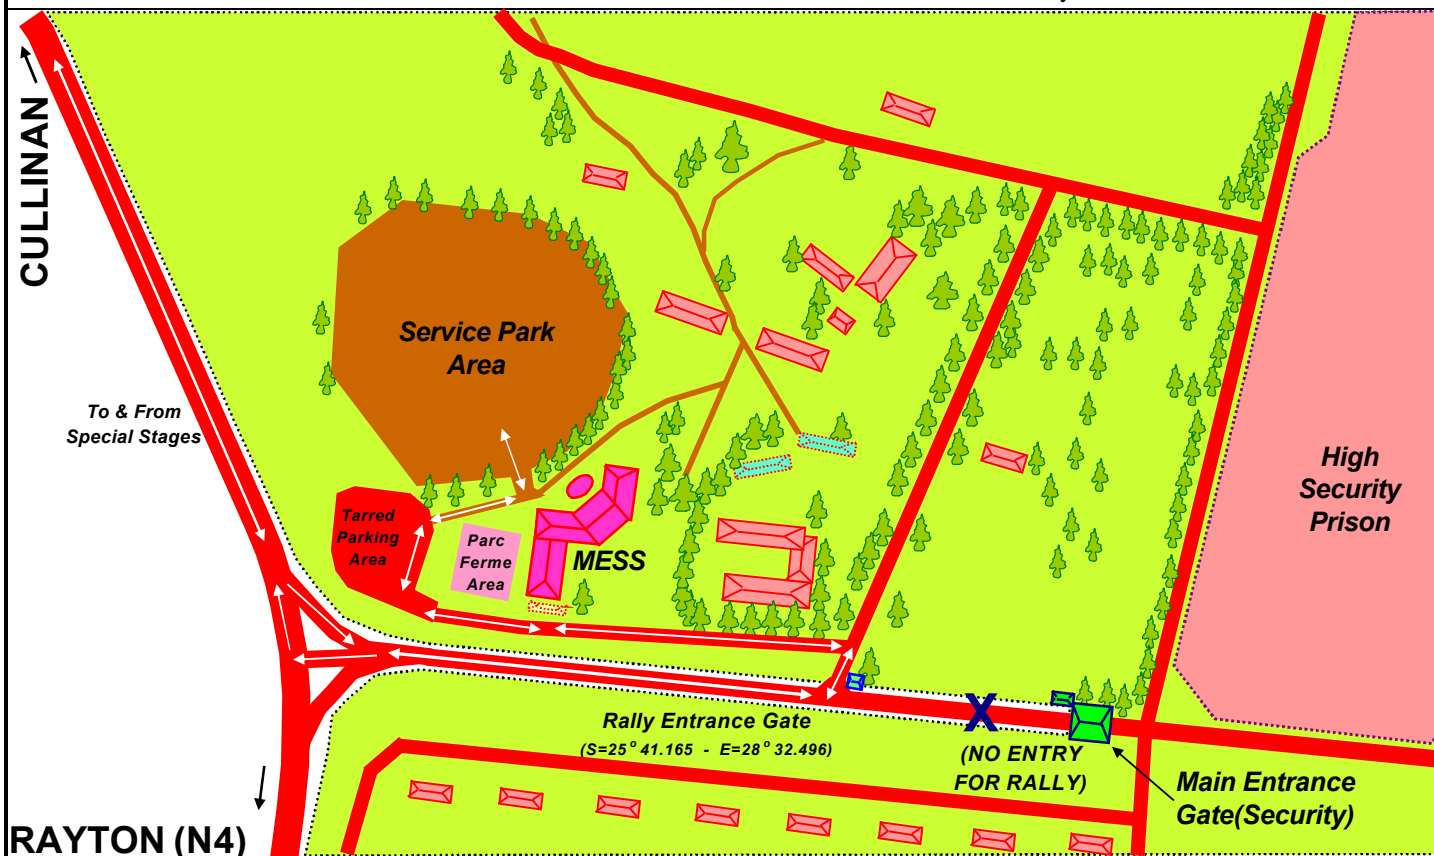 CULLINAN
To & From
Special Stages
Service Park
Area
Tarred
Parking
Area
Parc
Ferme
Area
MESS
High
Security
Prison
Rally Entrance Gate
(S=25° 41.165 - E=28° 32.496)
X
(NO ENTRY
FOR RALLY)
Main Entrance
Gate(Security)
RAYTON (N4)